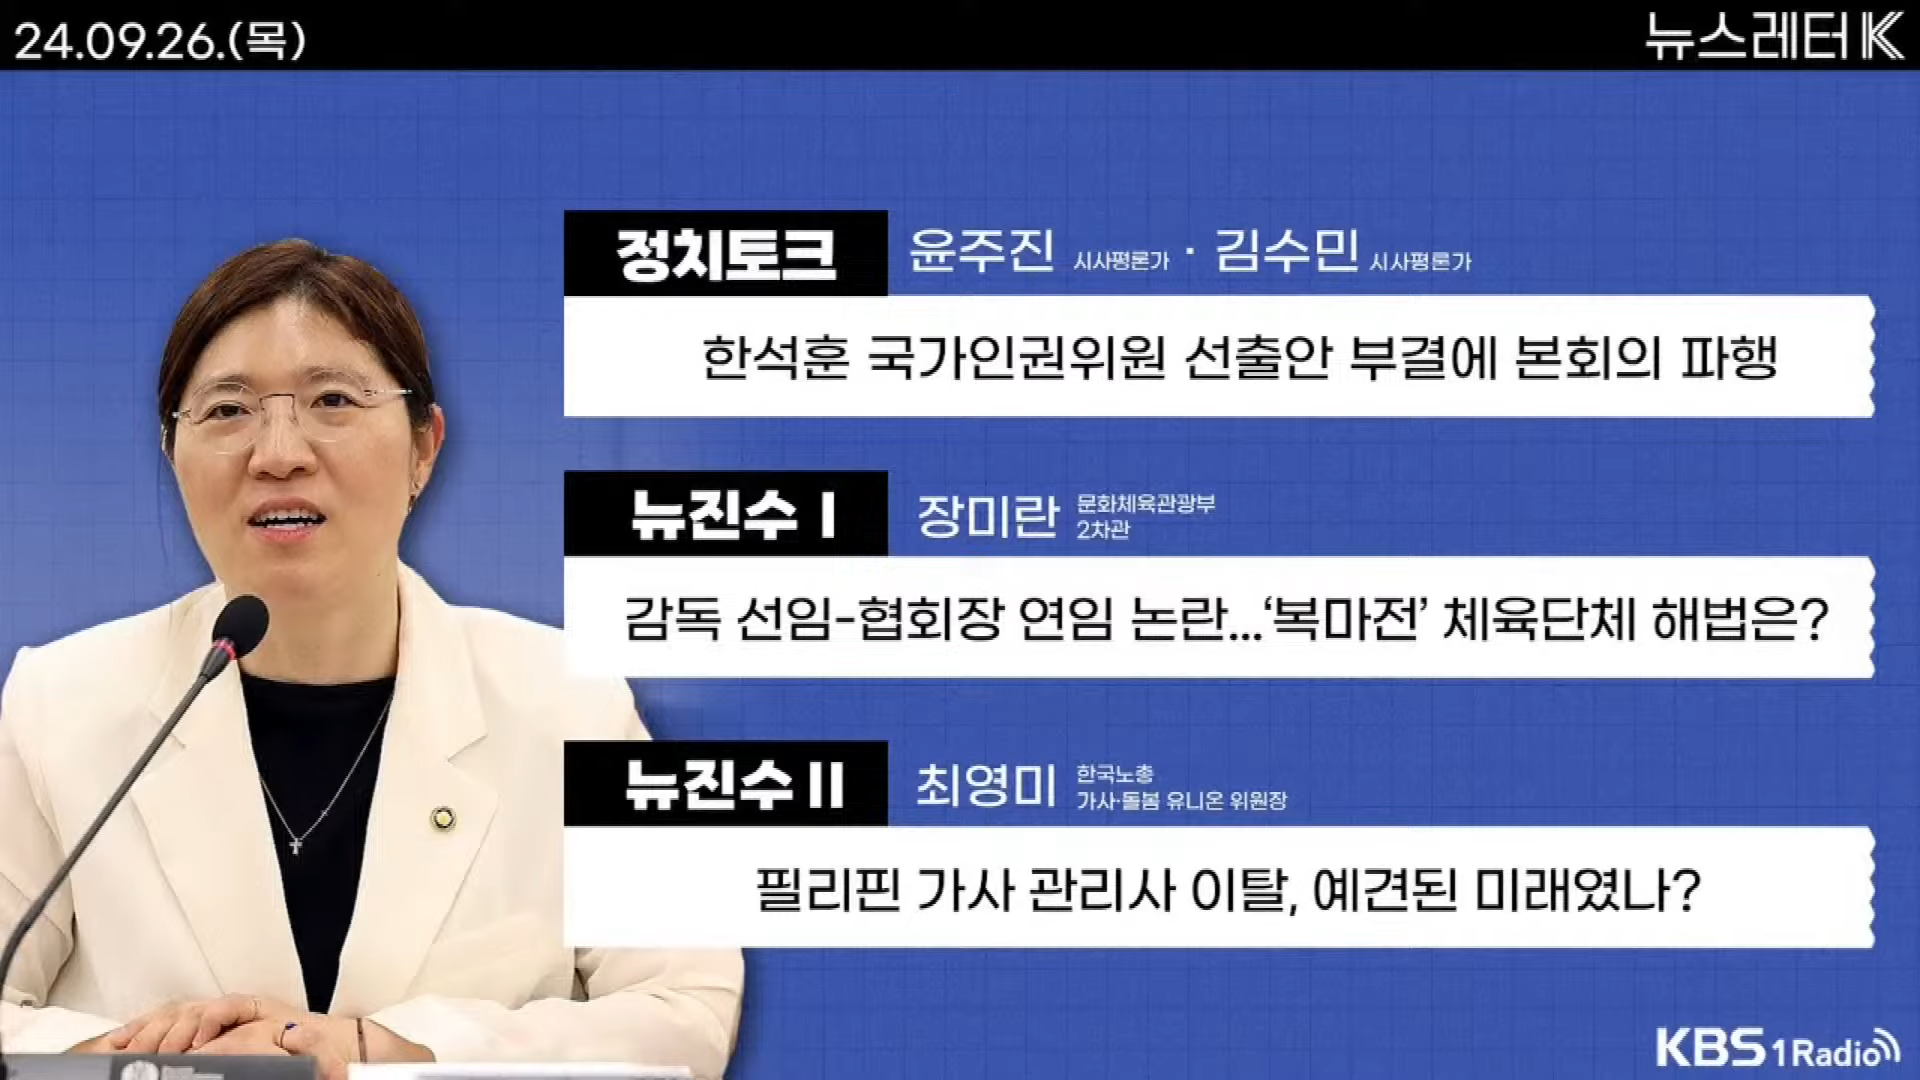 24.09.26.(목)
뉴스레터 K
정치토크 윤주진 시사평론가 · 김수민 시사평론가
한석훈 국가인권위원 선출안 부결에 본회의 파행
뉴진수 I 장미란 문화체육관광부
2차관
감독 선임-협회장 연임 논란...‘복마전’ 체육단체 해법은?
뉴진수 II 최영미 한국노총
가사·돌봄 유니온 위원장
필리핀 가사 관리사 이탈, 예견된 미래였나?
KBS 1Radio